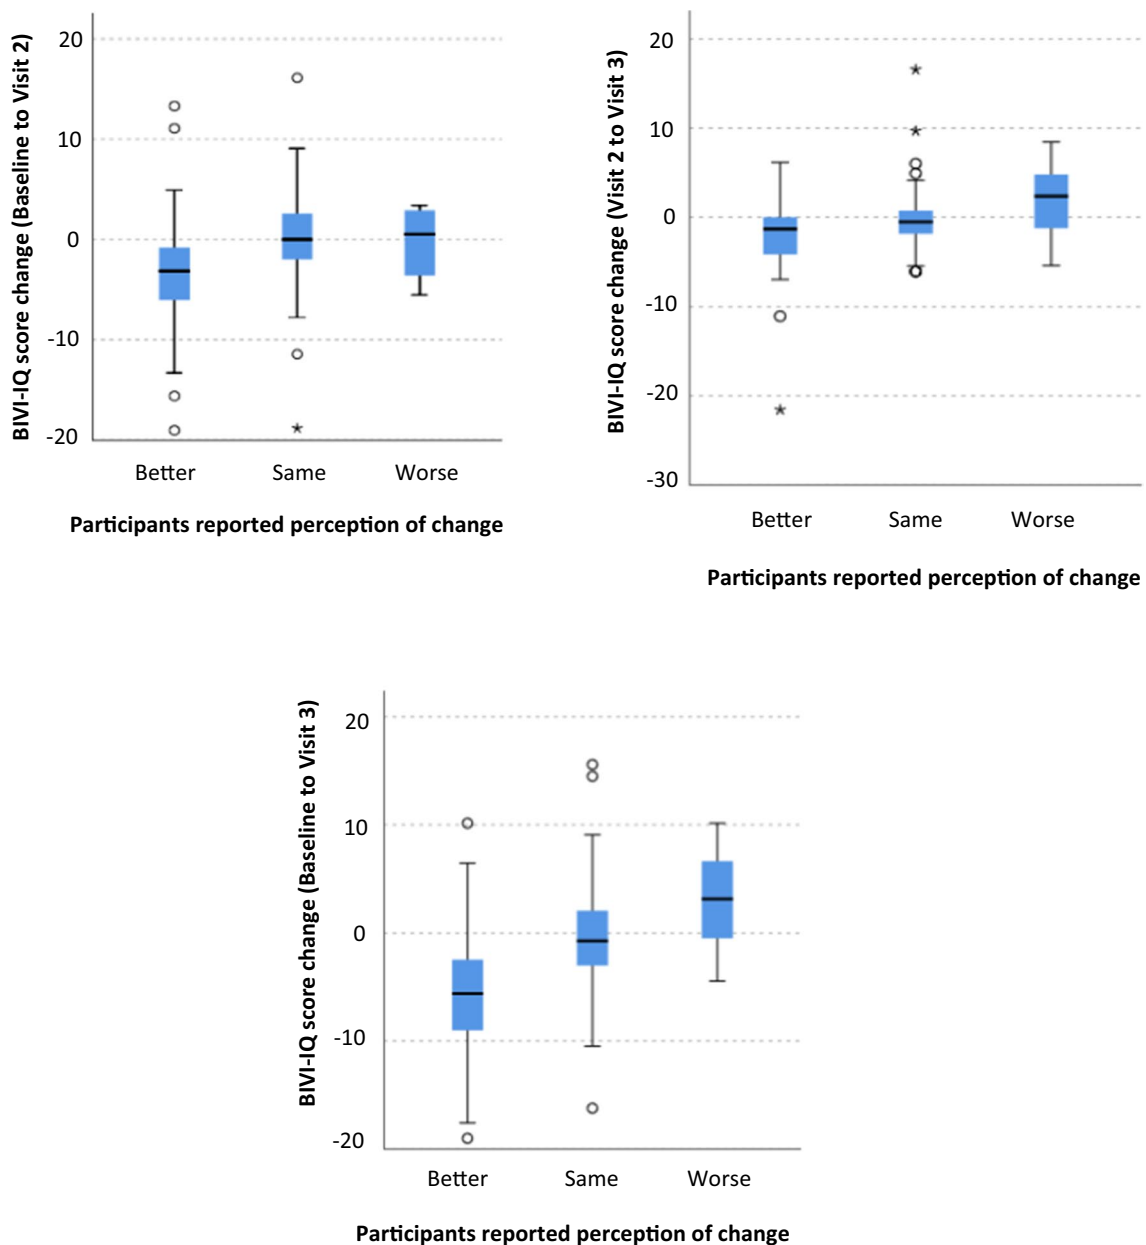 BIVI-IQ score change (Baseline to Visit 2)
20
10
0
-10
-20
Better Same Worse
Participants reported perception of change
BIVI-IQ score change (Visit 2 to Visit 3)
20
10
0
-10
-20
-30
Better Same Worse
Participants reported perception of change
BIVI-IQ score change (Baseline to Visit 3)
20
10
0
-10
-20
Better Same Worse
Participants reported perception of change